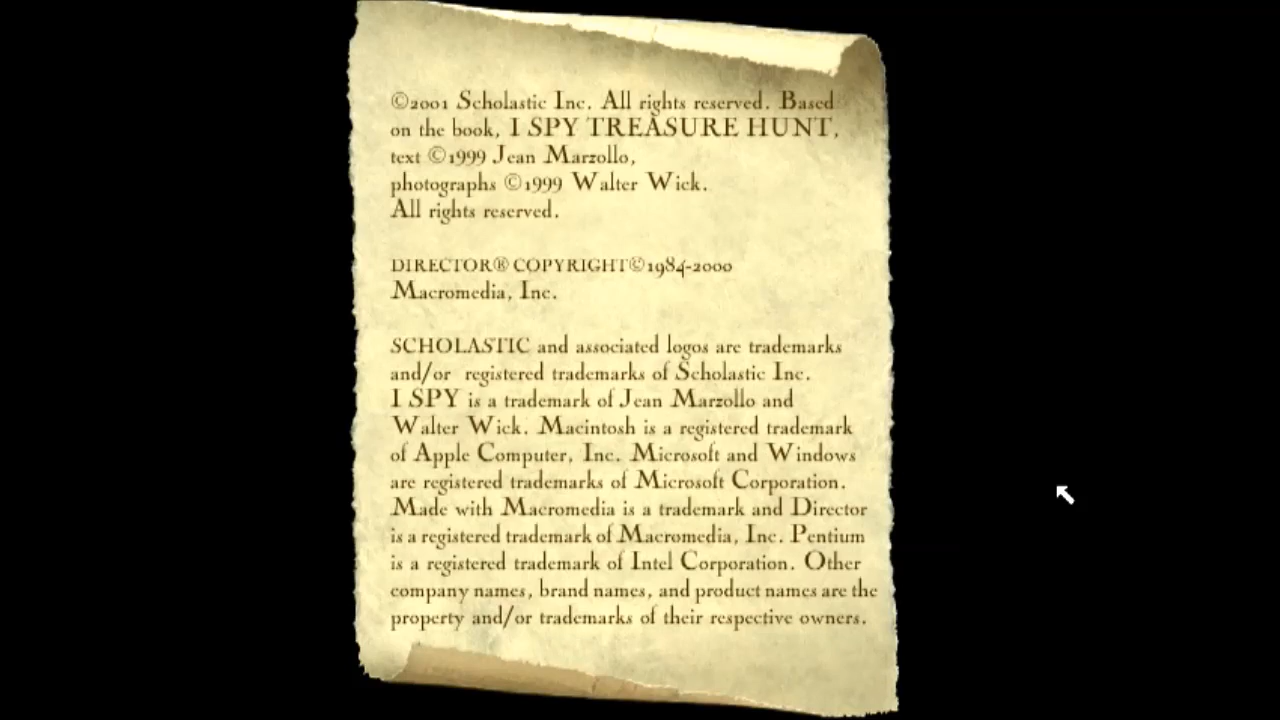 ©2001 Scholastic Inc. All rights reserved. Based
on the book, I SPY TREASURE HUNT,
text ©1999 Jean Marzollo,
photographs ©1999 Walter Wick.
All rights reserved.
DIRECTOR® COPYRIGHT©1984-2000
Macromedia, Inc.
SCHOLASTIC and associated logos are trademarks
and/or registered trademarks of Scholastic Inc.
I SPY is a trademark of Jean Marzollo and
Walter Wick. Macintosh is a registered trademark
of Apple Computer, Inc. Microsoft and Windows
are registered trademarks of Microsoft Corporation.
Made with Macromedia is a trademark and Director
is a registered trademark of Macromedia, Inc. Pentium
is a registered trademark of Intel Corporation. Other
company names, brand names, and product names are the
property and/or trademarks of their respective owners.